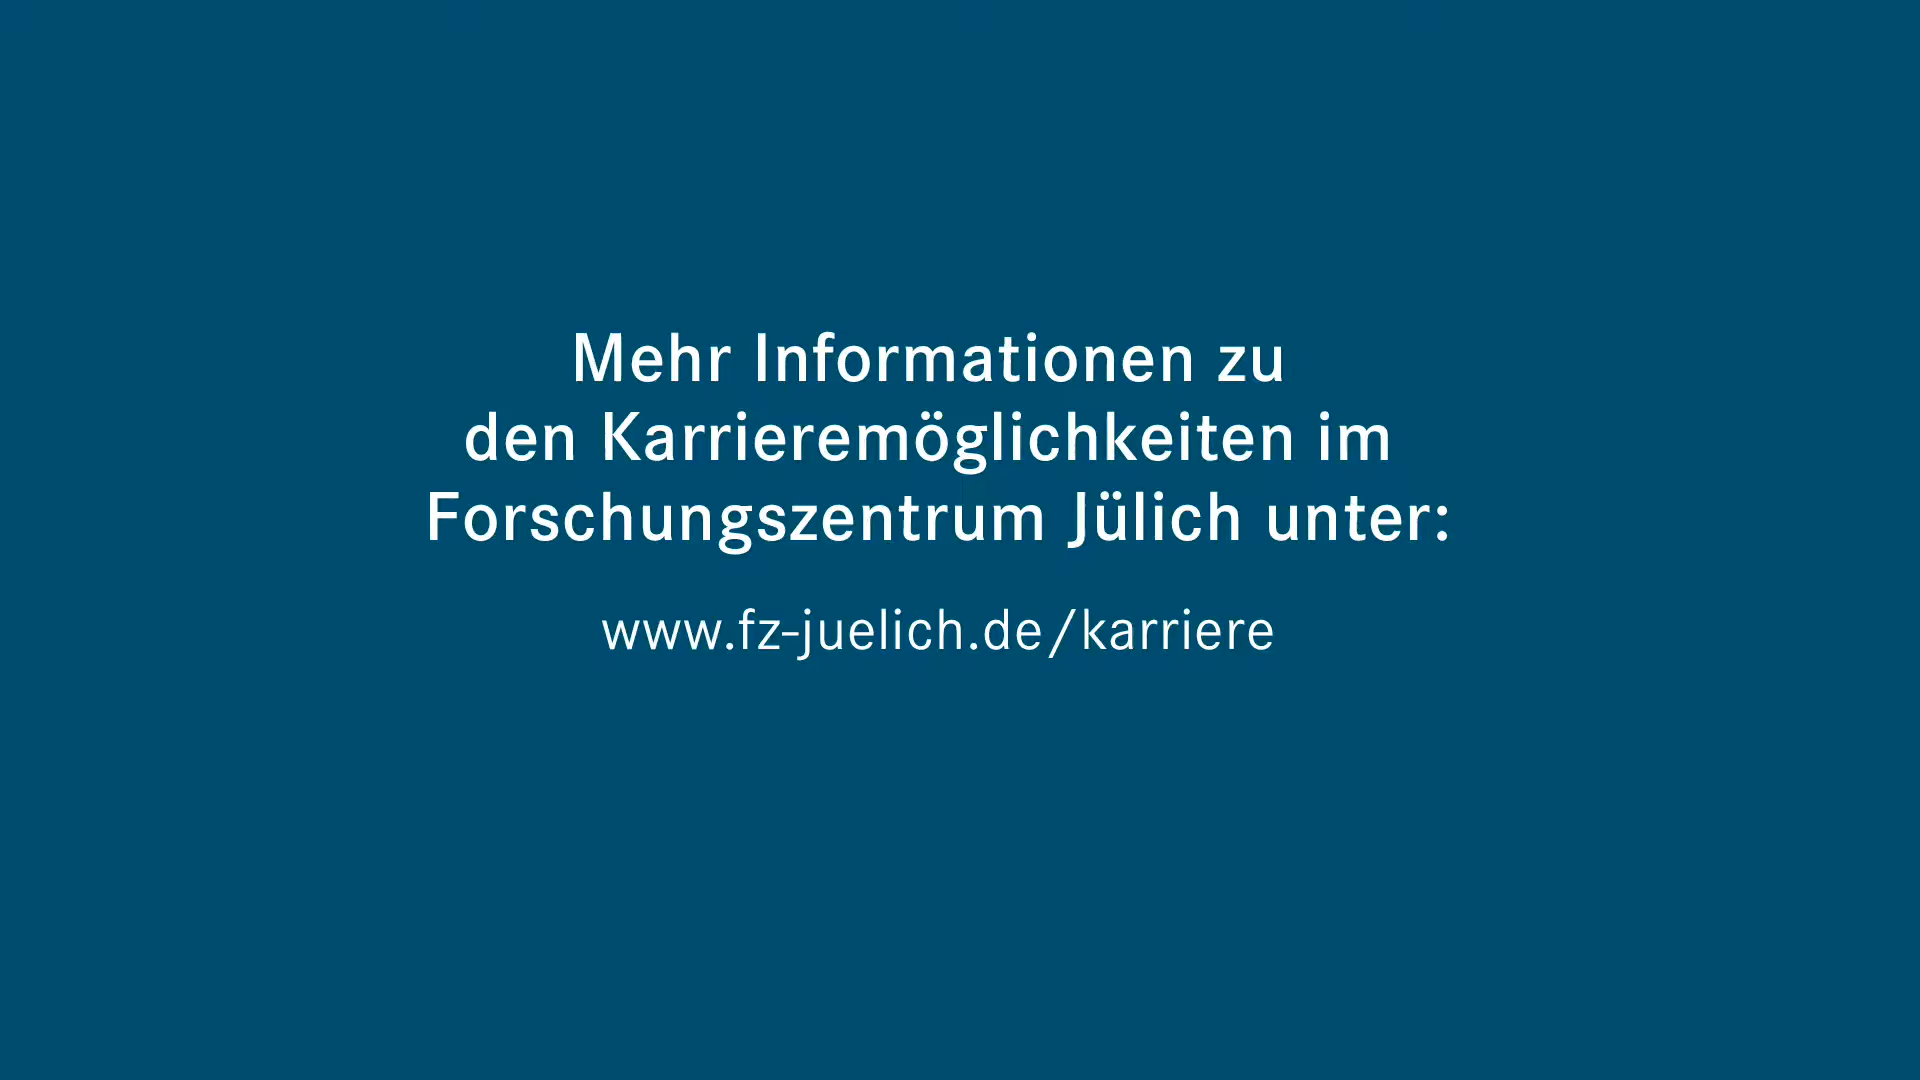 Mehr Informationen zu
den Karrieremöglichkeiten im
Forschungszentrum Jülich unter:
www.fz-juelich.de/karriere